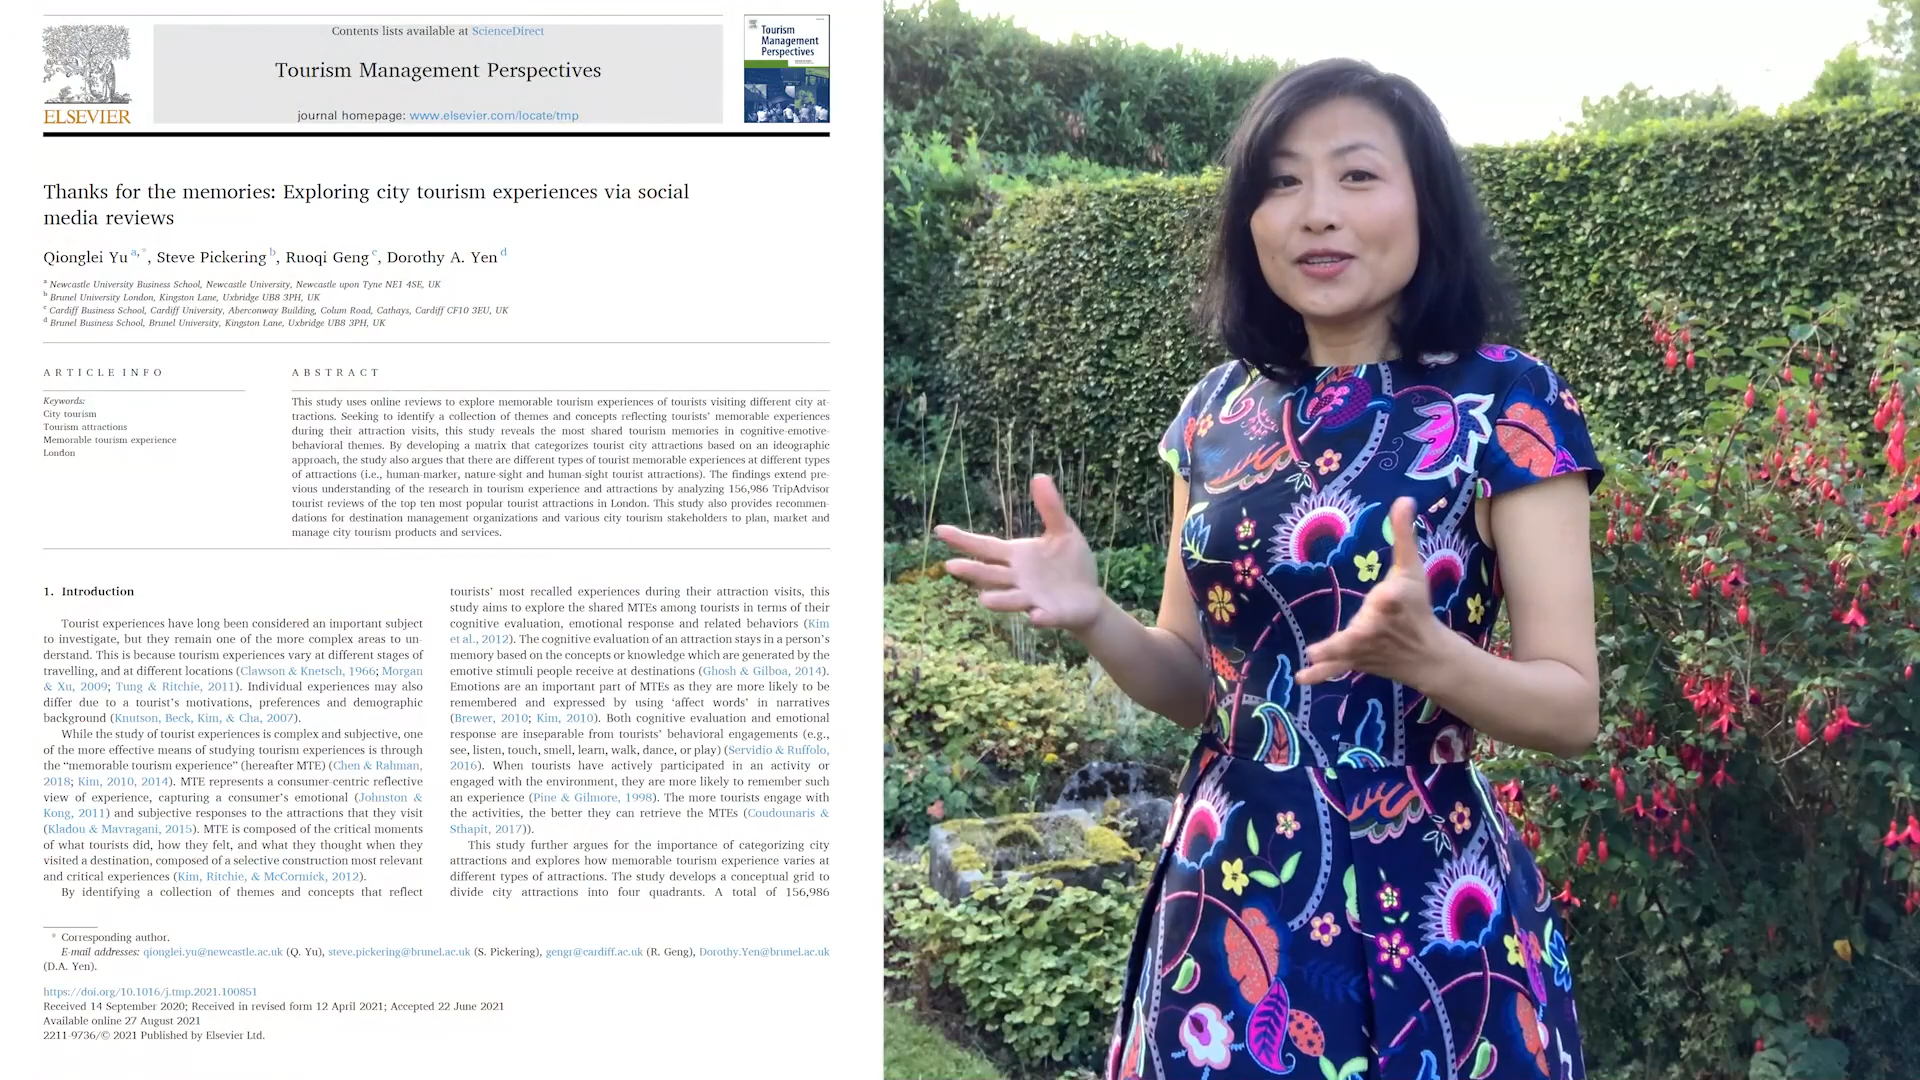 Contents lists available at ScienceDirect
Tourism Management Perspectives
journal homepage: www.elsevier.com/locate/tmp
ELSEVIER
Tourism
Management
Perspectives
Thanks for the memories: Exploring city tourism experiences via social
media reviews
Qionglei Yu a,*, Steve Pickering b, Ruoqi Geng c, Dorothy A. Yen d
a Newcastle University Business School, Newcastle University, Newcastle upon Tyne NE1 4SE, UK
b Brunel University London, Kingston Lane, Uxbridge UB8 3PH, UK
c Cardiff Business School, Cardiff University, Aberconway Building, Colum Road, Cathays, Cardiff CF10 3EU, UK
d Brunel Business School, Brunel University, Kingston Lane, Uxbridge UB8 3PH, UK
ARTICLE INFO
Keywords:
City tourism
Tourism attractions
Memorable tourism experience
London
ABSTRACT
This study uses online reviews to explore memorable tourism experiences of tourists visiting different city at-
tractions. Seeking to identify a collection of themes and concepts reflecting tourists' memorable experiences
during their attraction visits, this study reveals the most shared tourism memories in cognitive-emotive-
behavioral themes. By developing a matrix that categorizes tourist city attractions based on an ideographic
approach, the study also argues that there are different types of tourist memorable experiences at different types
of attractions (i.e., human-marker, nature-sight and human-sight tourist attractions). The findings extend pre-
vious understanding of the research in tourism experience and attractions by analyzing 156,986 TripAdvisor
tourist reviews of the top ten most popular tourist attractions in London. This study also provides recommen-
dations for destination management organizations and various city tourism stakeholders to plan, market and
manage city tourism products and services.
1. Introduction
Tourist experiences have long been considered an important subject
to investigate, but they remain one of the more complex areas to un-
derstand. This is because tourism experiences vary at different stages of
travelling, and at different locations (Clawson & Knetsch, 1966; Morgan
& Xu, 2009; Tung & Ritchie, 2011). Individual experiences may also
differ due to a tourist's motivations, preferences and demographic
background (Knutson, Beck, Kim, & Cha, 2007).
While the study of tourist experiences is complex and subjective, one
of the more effective means of studying tourism experiences is through
the "memorable tourism experience" (hereafter MTE) (Chen & Rahman,
2018; Kim, 2010, 2014). MTE represents a consumer-centric reflective
view of experience, capturing a consumer's emotional (Johnston &
Kong, 2011) and subjective responses to the attractions that they visit
(Kladou & Mavragani, 2015). MTE is composed of the critical moments
of what tourists did, how they felt, and what they thought when they
visited a destination, composed of a selective construction most relevant
and critical experiences (Kim, Ritchie, & McCormick, 2012).
By identifying a collection of themes and concepts that reflect
tourists' most recalled experiences during their attraction visits, this
study aims to explore the shared MTEs among tourists in terms of their
cognitive evaluation, emotional response and related behaviors (Kim
et al., 2012). The cognitive evaluation of an attraction stays in a person's
memory based on the concepts or knowledge which are generated by the
emotive stimuli people receive at destinations (Ghosh & Gilboa, 2014).
Emotions are an important part of MTEs as they are more likely to be
remembered and expressed by using 'affect words' in narratives
(Brewer, 2010; Kim, 2010). Both cognitive evaluation and emotional
response are inseparable from tourists' behavioral engagements (e.g.,
see, listen, touch, smell, learn, walk, dance, or play) (Servidio & Ruffolo,
2016). When tourists have actively participated in an activity or
engaged with the environment, they are more likely to remember such
an experience (Pine & Gilmore, 1998). The more tourists engage with
the activities, the better they can retrieve the MTEs (Coudounaris &
Sthapit, 2017)).
This study further argues for the importance of categorizing city
attractions and explores how memorable tourism experience varies at
different types of attractions. The study develops a conceptual grid to
divide city attractions into four quadrants. A total of 156,986
* Corresponding author.
E-mail addresses: qionglei.yu@newcastle.ac.uk (Q. Yu), steve.pickering@brunel.ac.uk (S. Pickering), gengr@cardiff.ac.uk (R. Geng), Dorothy.Yen@brunel.ac.uk
(D.A. Yen).
https://doi.org/10.1016/j.tmp.2021.100851
Received 14 September 2020; Received in revised form 12 April 2021; Accepted 22 June 2021
Available online 27 August 2021
2211-9736/© 2021 Published by Elsevier Ltd.